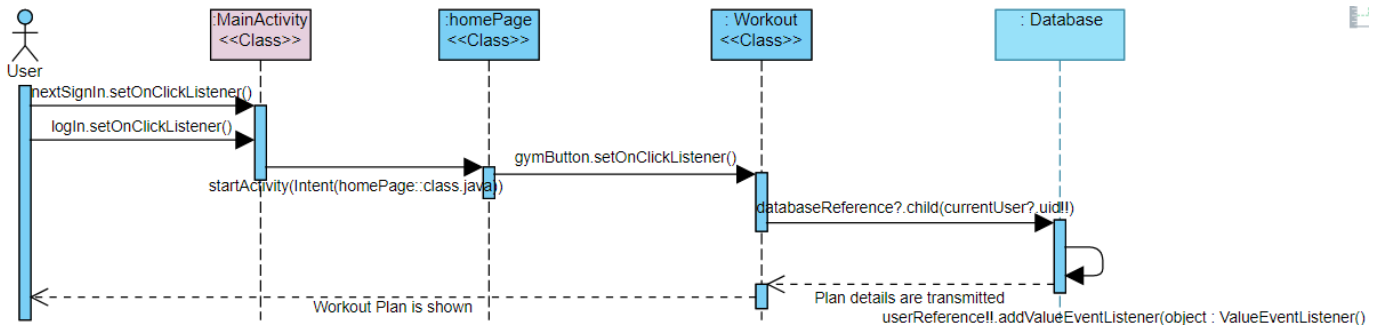 :MainActivity
<<Class>>
:homePage
<<Class>>
: Workout
<<Class>>
: Database
User
nextSignIn.setOnClickListener()
logIn.setOnClickListener()
gymButton.setOnClickListener()
startActivity(Intent(homePage::class.java))
databaseReference?.child(currentUser?.uid!!)
Plan details are transmitted
Workout Plan is shown
userReference!!.addValueEventListener(object : ValueEventListener()